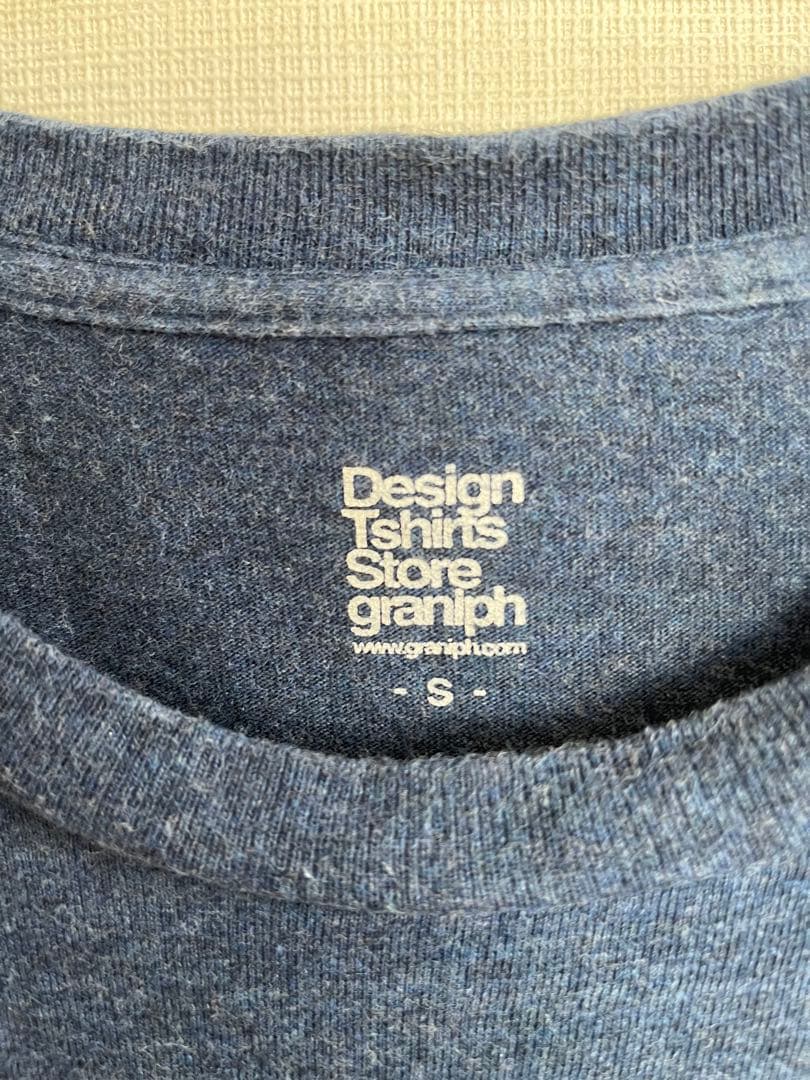 Design
Tshirts
Store
graniph
www.graniph.com
- S -